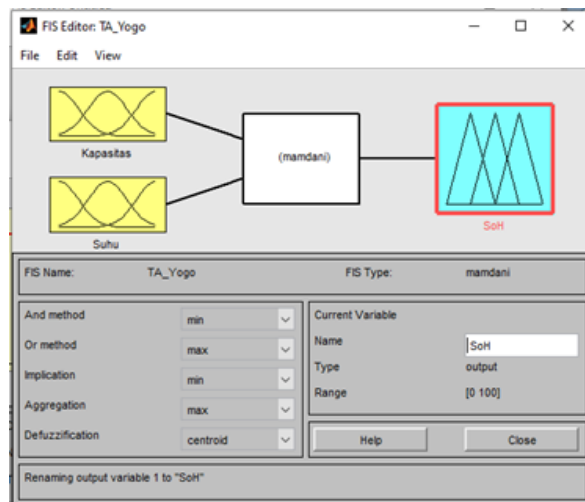 FIS Editor: TA_Yogo
File Edit View
Kapasitas
(mamdani)
Suhu
SoH
FIS Name: TA_Yogo FIS Type: mamdani
And method min
Or method max
Implication min
Aggregation max
Defuzzification centroid
Current Variable
Name SoH
Type output
Range [0 100]
Help Close
Renaming output variable 1 to "SoH"